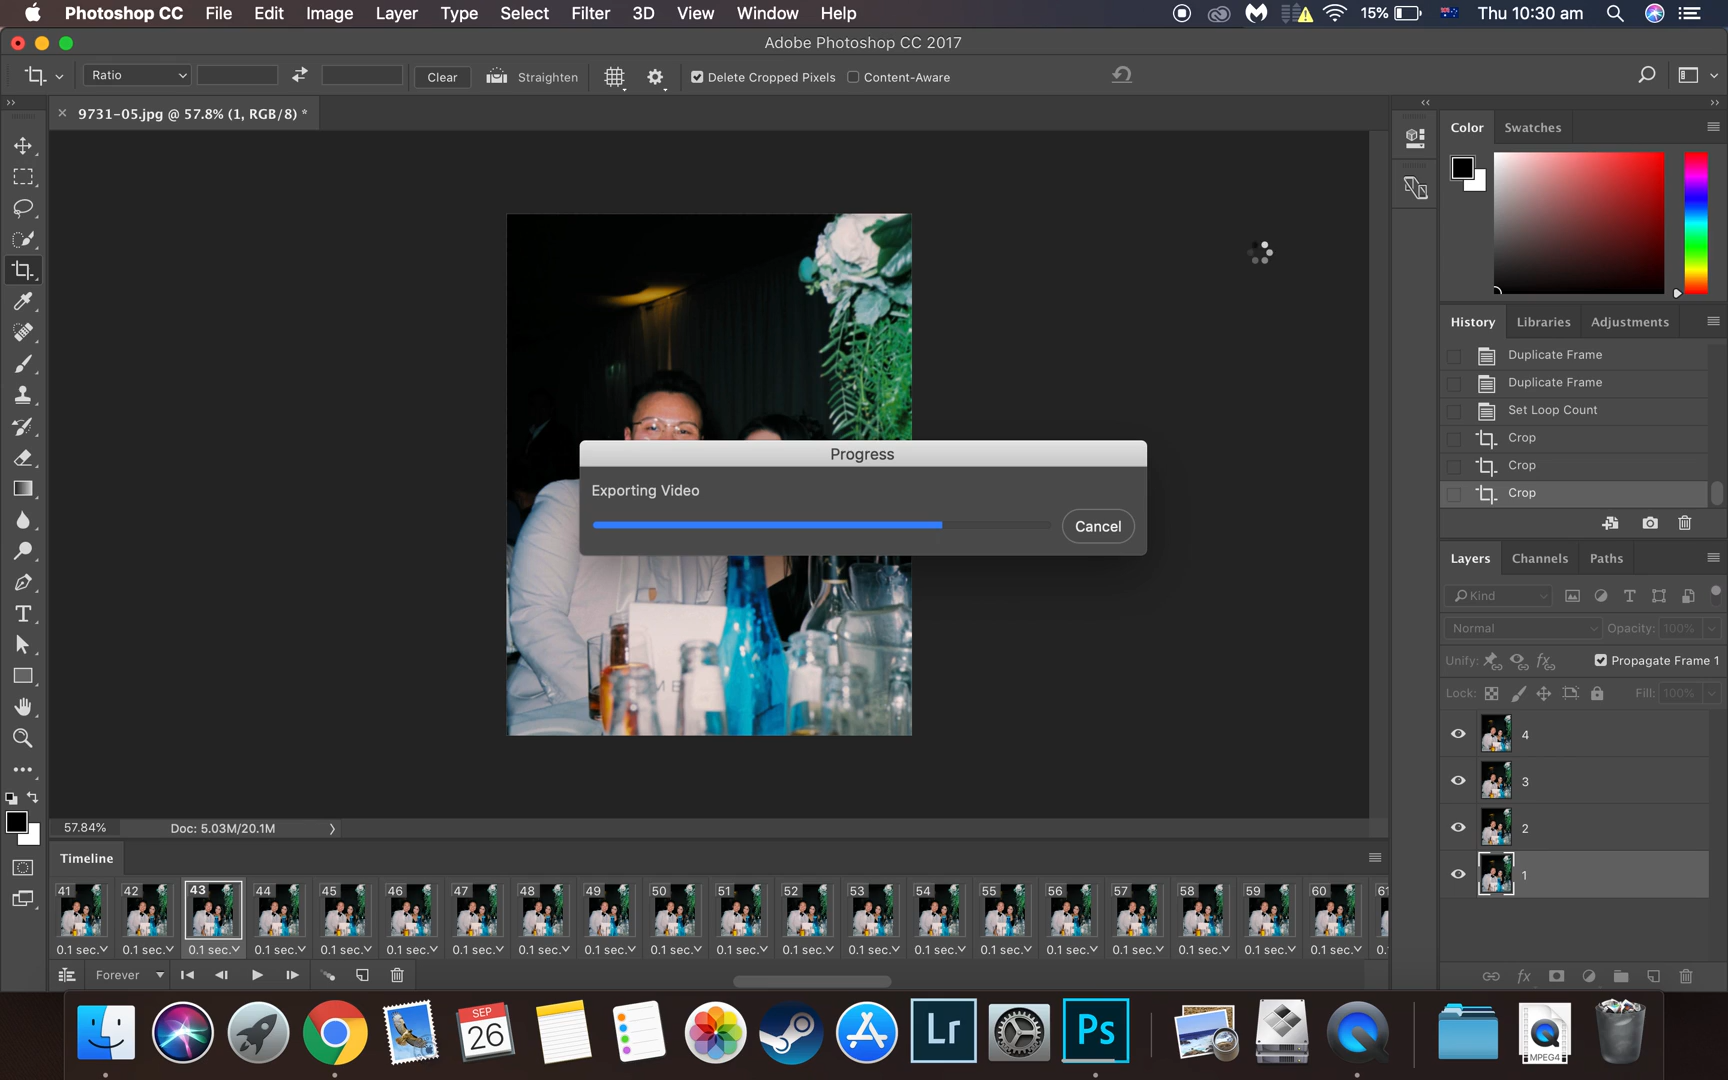 Photoshop CC File Edit Image Layer Type Select Filter 3D View Window Help 15% Thu 10:30 am
Adobe Photoshop CC 2017
Ratio Clear Straighten Delete Cropped Pixels Content-Aware
9731-05.jpg @ 57.8% (1, RGB/8) *
Color Swatches
History Libraries Adjustments
Duplicate Frame
Duplicate Frame
Set Loop Count
Crop
Crop
Crop
Progress
Exporting Video
Cancel
Layers Channels Paths
Kind
Normal Opacity: 100%
Unify: Propagate Frame 1
Lock: Fill: 100%
4
3
2
1
57.84% Doc: 5.03M/20.1M
Timeline
41 42 43 44 45 46 47 48 49 50 51 52 53 54 55 56 57 58 59 60
0.1 sec. 0.1 sec. 0.1 sec. 0.1 sec. 0.1 sec. 0.1 sec. 0.1 sec. 0.1 sec. 0.1 sec. 0.1 sec. 0.1 sec. 0.1 sec. 0.1 sec. 0.1 sec. 0.1 sec. 0.1 sec. 0.1 sec. 0.1 sec. 0.1 sec. 0.1 sec.
Forever
fx
SEP
26
Lr
Ps
MPEG4